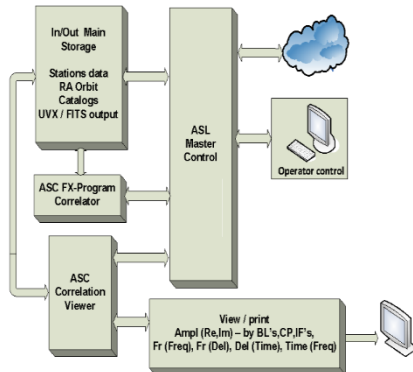 In/Out Main
Storage
Stations data
RA Orbit
Catalogs
UVX / FITS output
ASL
Master
Control
Operator control
ASC FX-Program
Correlator
ASC
Correlation
Viewer
View / print
Ampl (Re,Im) – by BL's,CP,IF's,
Fr (Freq), Fr (Del), Del (Time), Time (Freq)